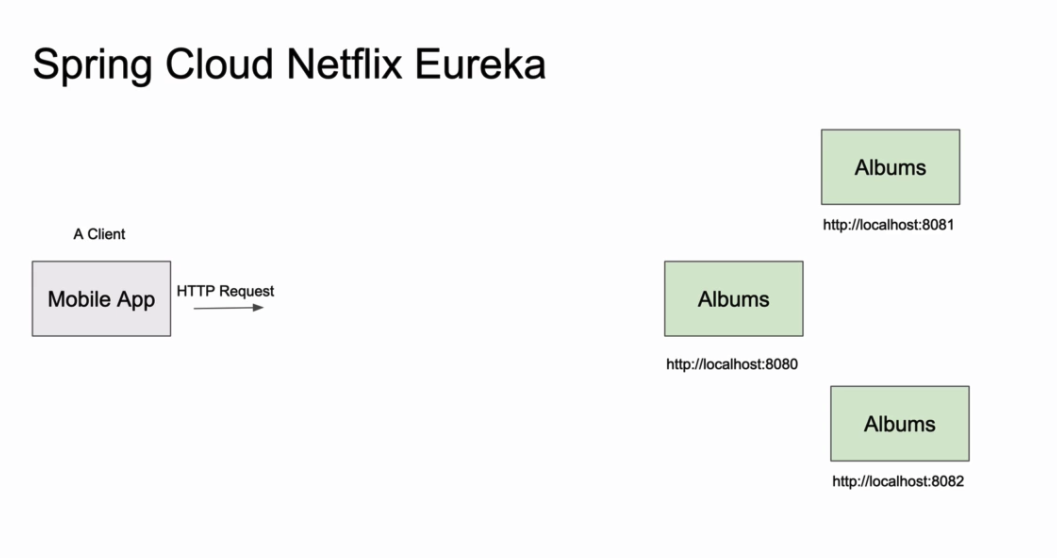 Spring Cloud Netflix Eureka
Albums
http://localhost:8081
A Client
Mobile App
HTTP Request
Albums
http://localhost:8080
Albums
http://localhost:8082